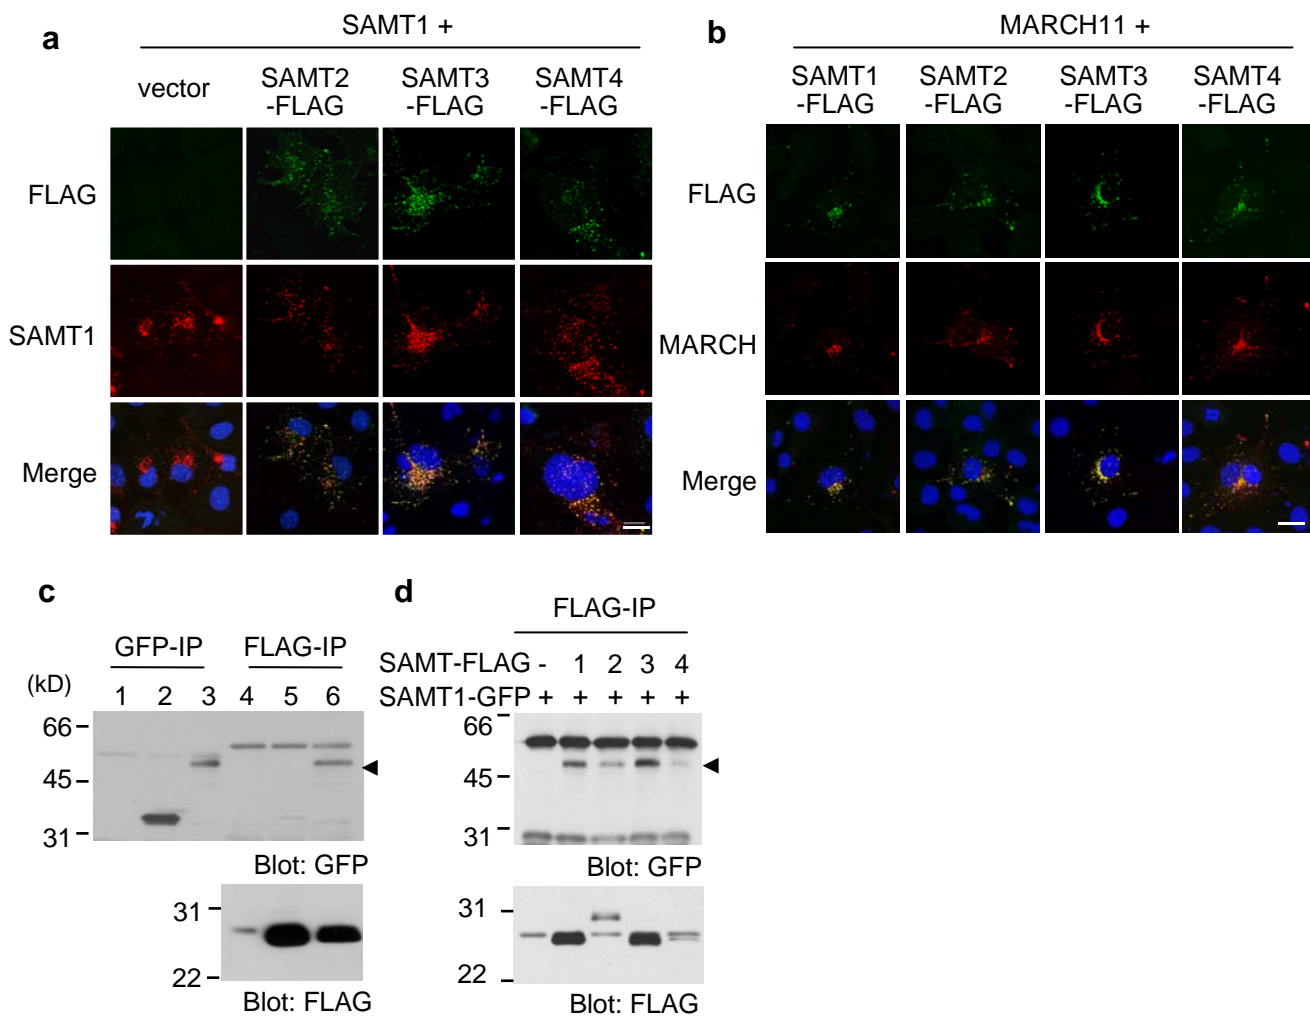 a
SAMT1 +
vector
SAMT2
-FLAG
SAMT3
-FLAG
SAMT4
-FLAG
FLAG
SAMT1
Merge
b
MARCH11 +
SAMT1
-FLAG
SAMT2
-FLAG
SAMT3
-FLAG
SAMT4
-FLAG
FLAG
MARCH
Merge
c
GFP-IP FLAG-IP
(kD) 1 2 3 4 5 6
66
45
31
Blot: GFP
31
22
Blot: FLAG
d
FLAG-IP
SAMT-FLAG - 1 2 3 4
SAMT1-GFP + + + + +
66
45
31
Blot: GFP
31
22
Blot: FLAG